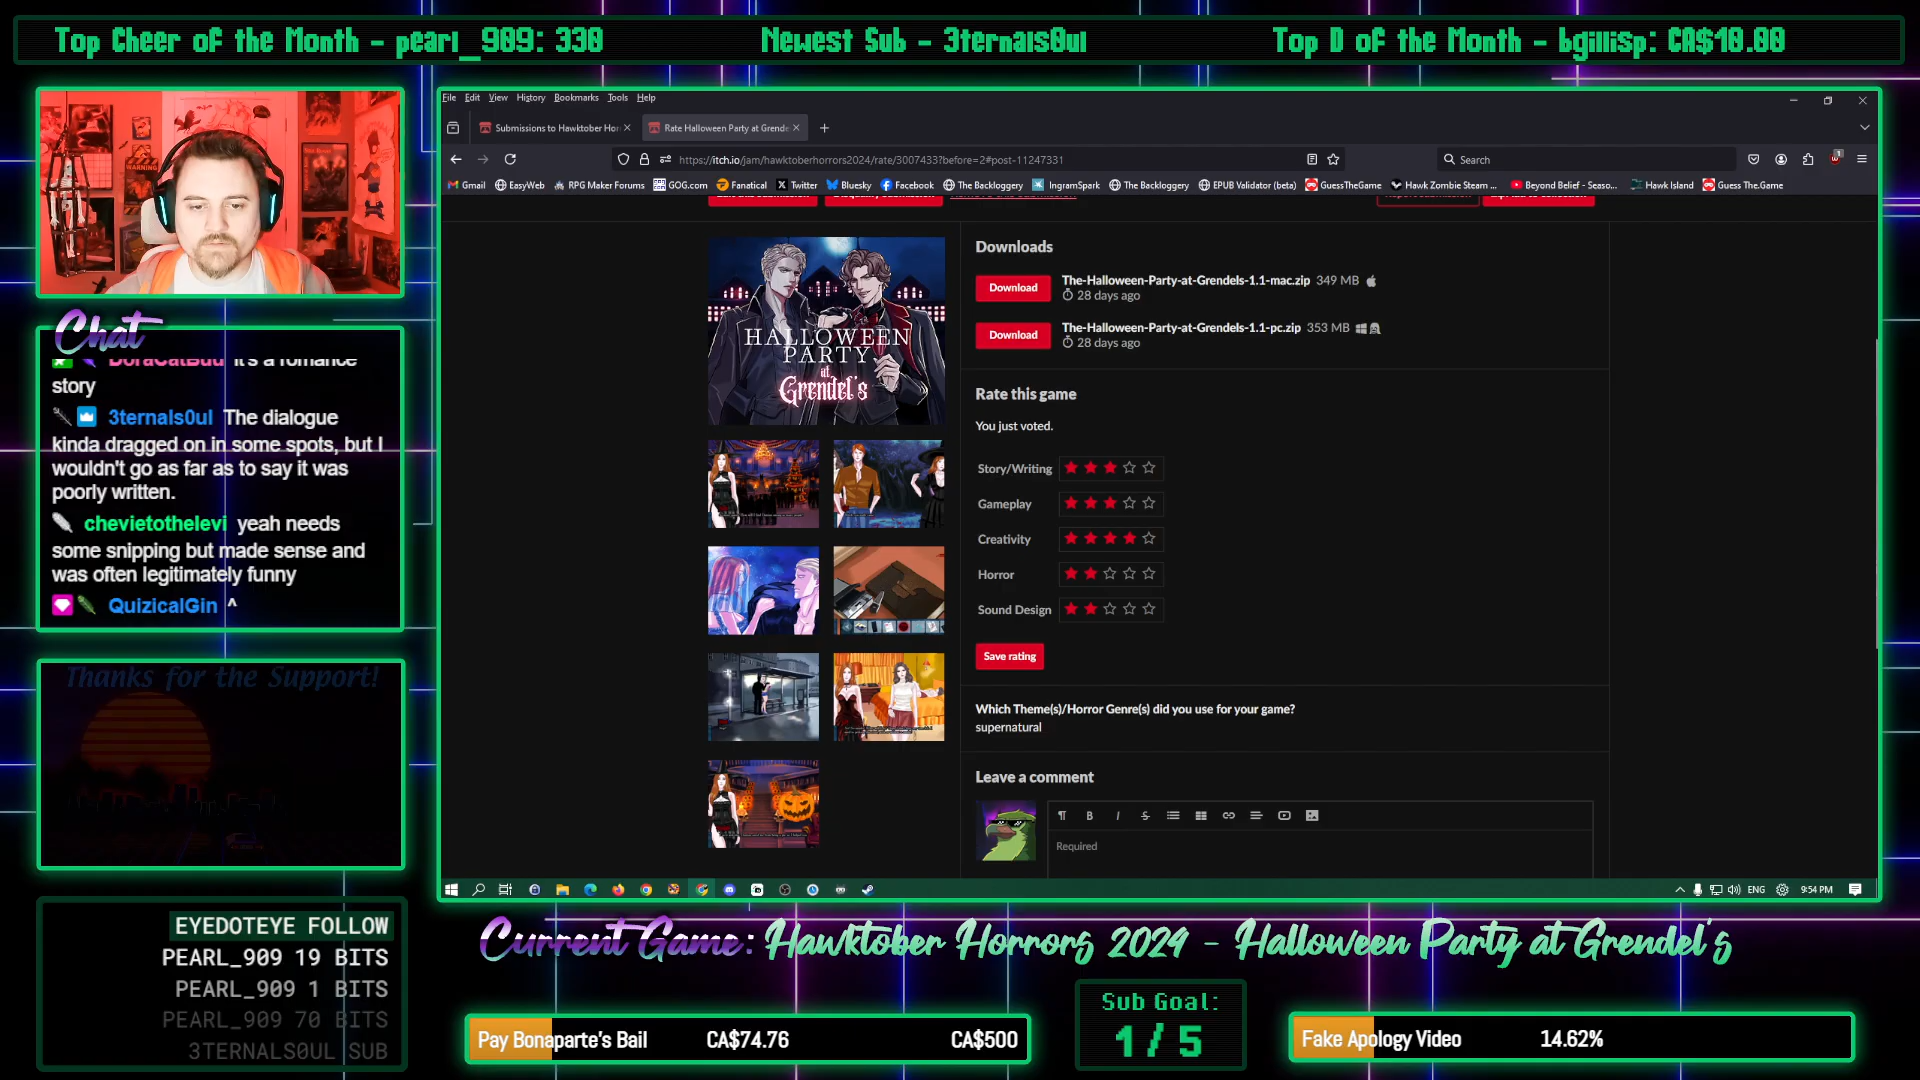 Top Cheer of the Month - pearl_909: 330
Newest Sub - 3ternals0ul
Top D of the Month - bgillisp: CA$10.00
File Edit View History Bookmarks Tools Help
Submissions to Hawktober Hor
Rate Halloween Party at Grende
https://itch.io/jam/hawktoberhorrors2024/rate/3007433?before=2#post-11247331
Search
Gmail EasyWeb RPG Maker Forums GOG.com Fanatical Twitter Bluesky Facebook The Backloggery IngramSpark The Backloggery EPUB Validator (beta) GuessTheGame Hawk Zombie Steam ... Beyond Belief - Seaso... Hawk Island Guess The.Game
Chat
DoraCatBud it's a romance
story
3ternals0ul The dialogue
kinda dragged on in some spots, but I
wouldn't go as far as to say it was
poorly written.
chevietothelevi yeah needs
some snipping but made sense and
was often legitimately funny
QuizicalGin ^
HALLOWEEN
PARTY
at
Grendel's
Downloads
Download The-Halloween-Party-at-Grendels-1.1-mac.zip 349 MB
28 days ago
Download The-Halloween-Party-at-Grendels-1.1-pc.zip 353 MB
28 days ago
Rate this game
You just voted.
Story/Writing
Gameplay
Creativity
Horror
Sound Design
Save rating
Which Theme(s)/Horror Genre(s) did you use for your game?
supernatural
Leave a comment
Required
ENG 9:54 PM
Thanks for the Support!
EYEDOTEYE FOLLOW
PEARL_909 19 BITS
PEARL_909 1 BITS
PEARL_909 70 BITS
3TERNALS0UL SUB
Current Game: Hawktober Horrors 2024 - Halloween Party at Grendel's
Pay Bonaparte's Bail CA$74.76 CA$500
Sub Goal:
1 / 5
Fake Apology Video 14.62%